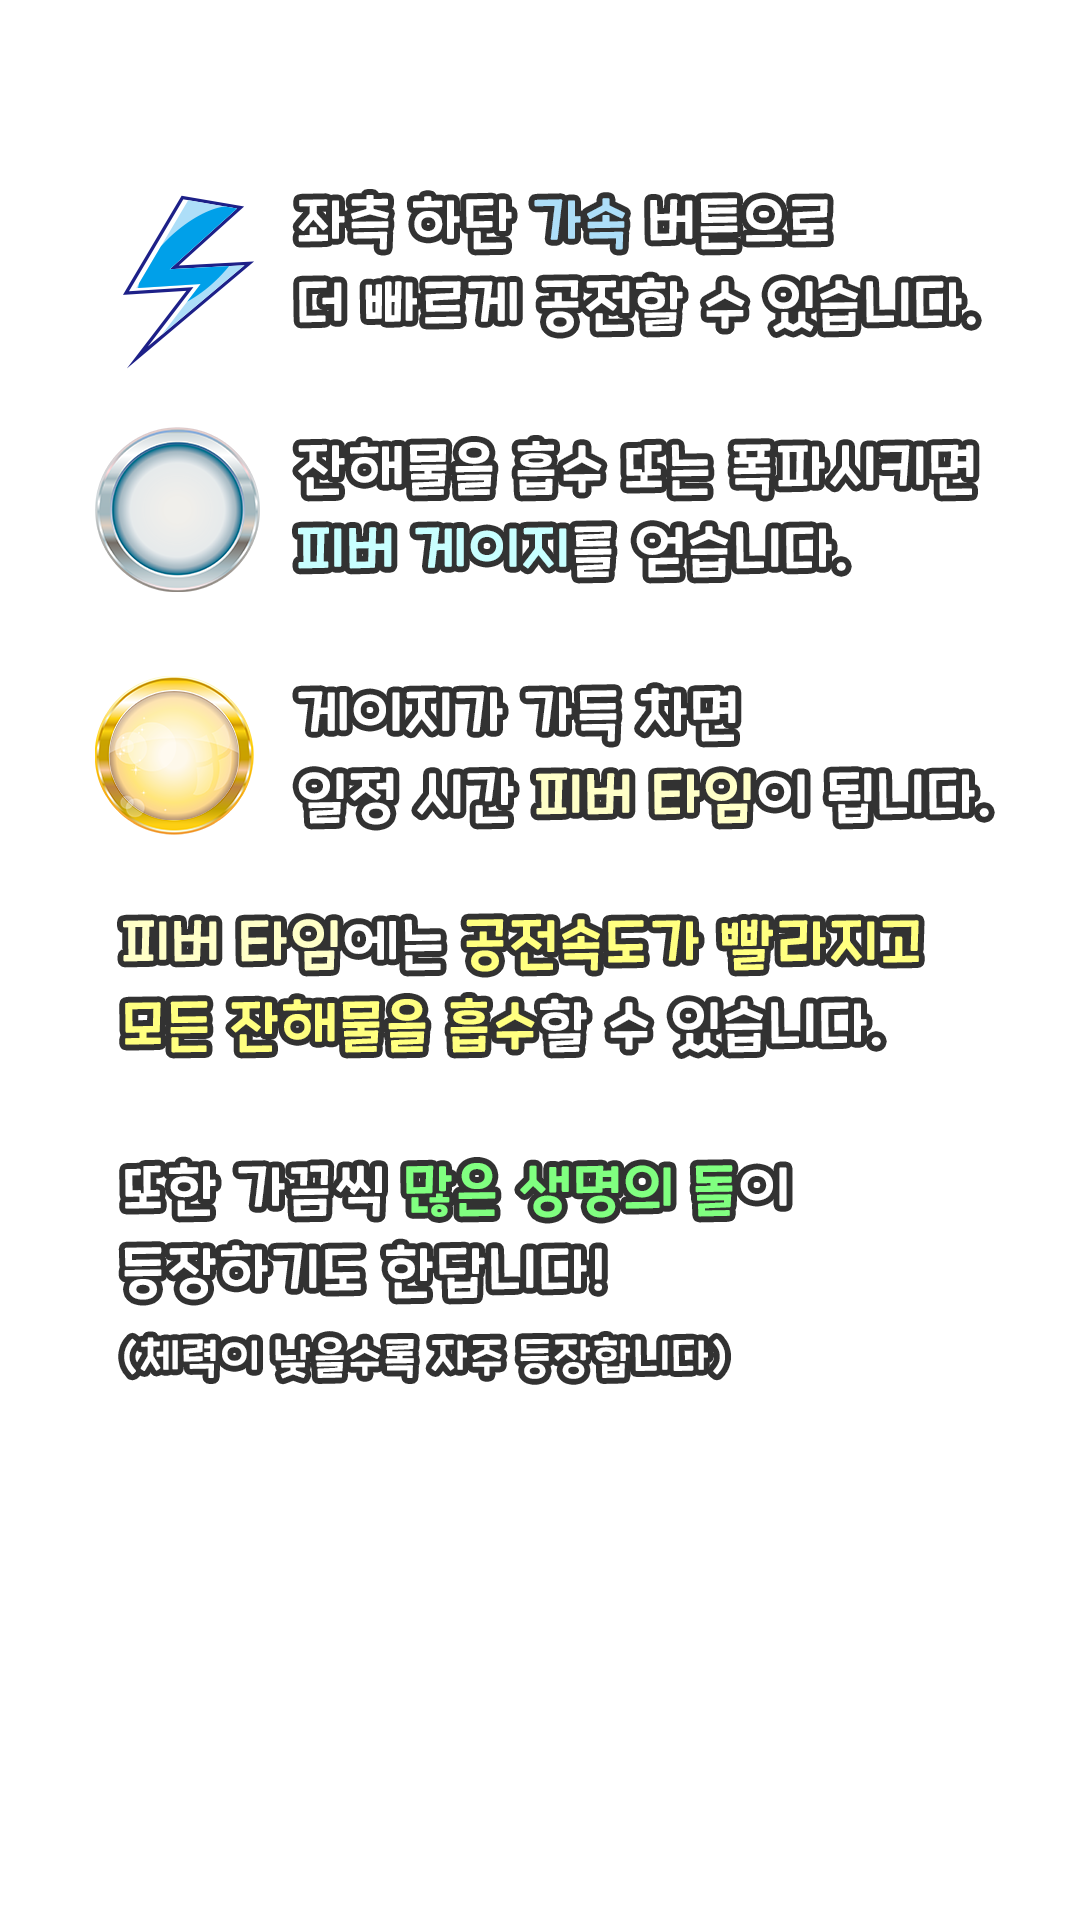 좌측 하단 가속 버튼으로
더 빠르게 공전할 수 있습니다.
잔해물을 흡수 또는 폭파시키면
피버 게이지를 얻습니다.
게이지가 가득 차면
일정 시간 피버 타임이 됩니다.
피버 타임에는 공전속도가 빨라지고
모든 잔해물을 흡수할 수 있습니다.
또한 가끔씩 많은 생명의 돌이
등장하기도 한답니다!
(체력이 낮을수록 자주 등장합니다)